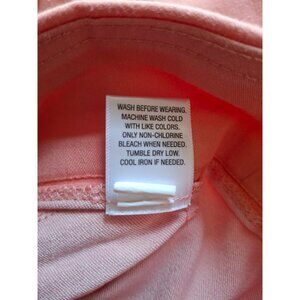 WASH BEFORE WEARING.
MACHINE WASH COLD
WITH LIKE COLORS.
ONLY NON-CHLORINE
BLEACH WHEN NEEDED.
TUMBLE DRY LOW.
COOL IRON IF NEEDED.